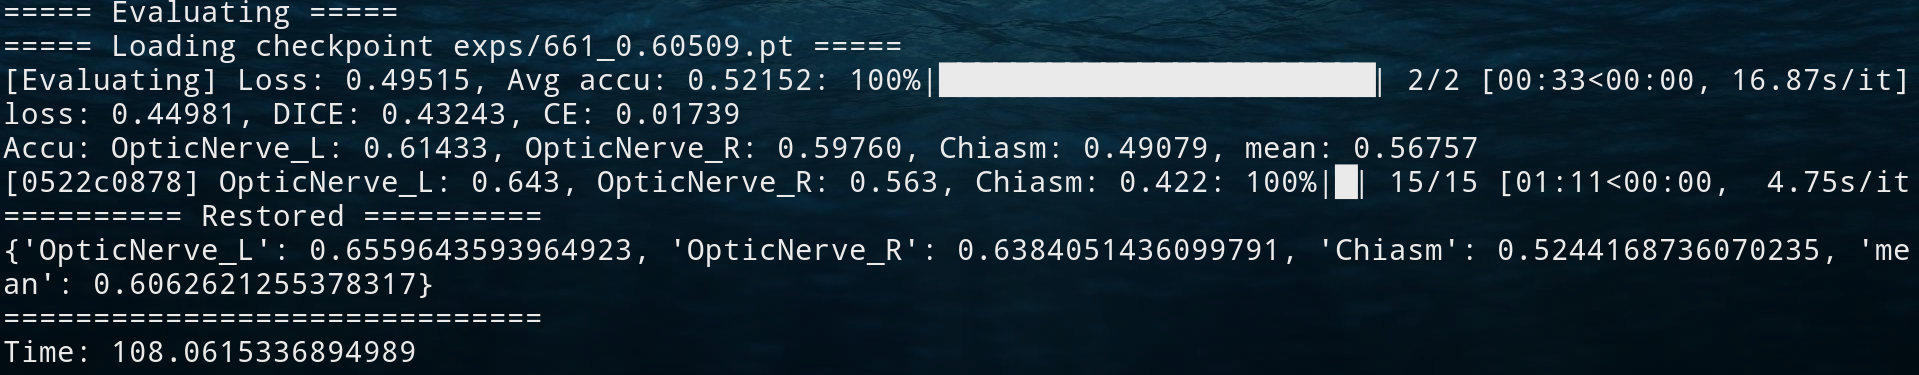 ===== Evaluating =====
===== Loading checkpoint exps/661_0.60509.pt =====
[Evaluating] Loss: 0.49515, Avg accu: 0.52152: 100%|████████████████████████| 2/2 [00:33<00:00, 16.87s/it]
loss: 0.44981, DICE: 0.43243, CE: 0.01739
Accu: OpticNerve_L: 0.61433, OpticNerve_R: 0.59760, Chiasm: 0.49079, mean: 0.56757
[0522c0878] OpticNerve_L: 0.643, OpticNerve_R: 0.563, Chiasm: 0.422: 100%|█| 15/15 [01:11<00:00,  4.75s/it
========== Restored ==========
{'OpticNerve_L': 0.6559643593964923, 'OpticNerve_R': 0.6384051436099791, 'Chiasm': 0.5244168736070235, 'me
an': 0.6062621255378317}
==============================
Time: 108.0615336894989